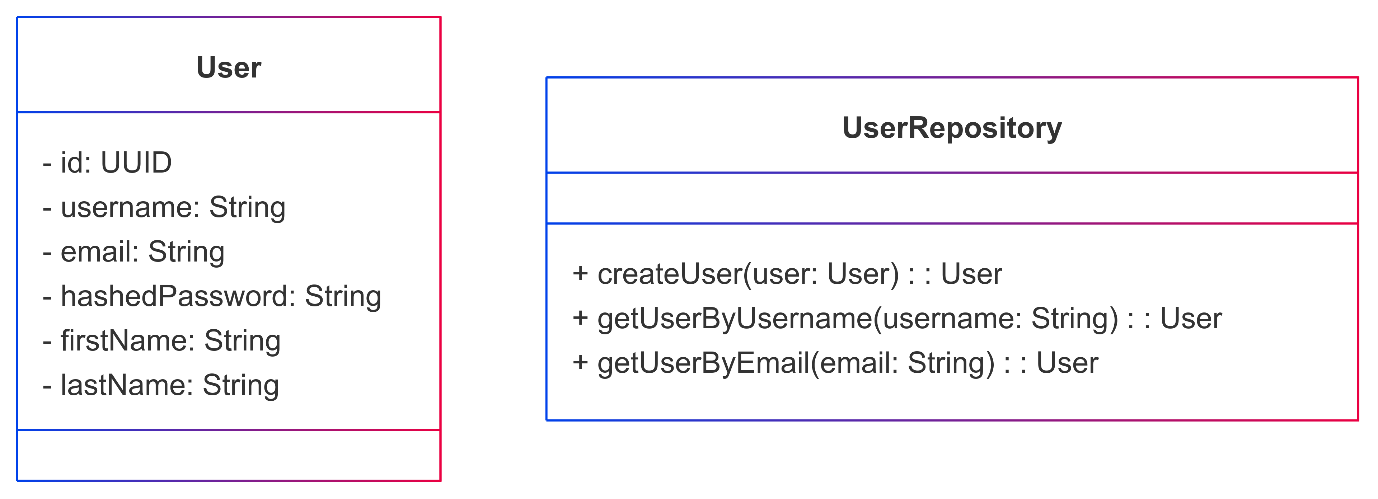 User
- id: UUID
- username: String
- email: String
- hashedPassword: String
- firstName: String
- lastName: String
UserRepository
+ createUser(user: User) : : User
+ getUserByUsername(username: String) : : User
+ getUserByEmail(email: String) : : User